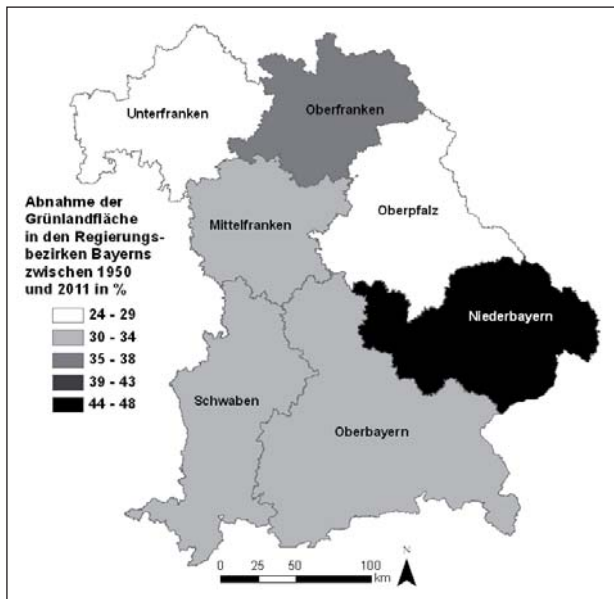 Unterfranken
Oberfranken
Abnahme der
Grünlandfläche
in den Regierungs-
bezirken Bayerns
zwischen 1950
und 2011 in %
Mittelfranken
Oberpfalz
24 - 29
30 - 34
35 - 38
39 - 43
44 - 48
Niederbayern
Schwaben
Oberbayern
N
0 25 50 100
km